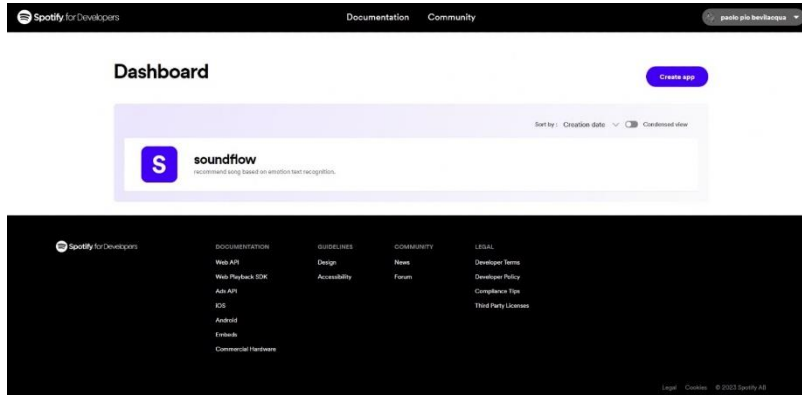 Spotify for Developers
Documentation Community
paolo pio bevilacqua
Dashboard
Create app
Sort by: Creation date Condensed view
S
soundflow
recommend song based on emotion text recognition.
Spotify for Developers
DOCUMENTATION
Web API
Web Playback SDK
Ads API
iOS
Android
Embeds
Commercial Hardware
GUIDELINES
Design
Accessibility
COMMUNITY
News
Forum
LEGAL
Developer Terms
Developer Policy
Compliance Tips
Third Party Licenses
Legal Cookies © 2023 Spotify AB